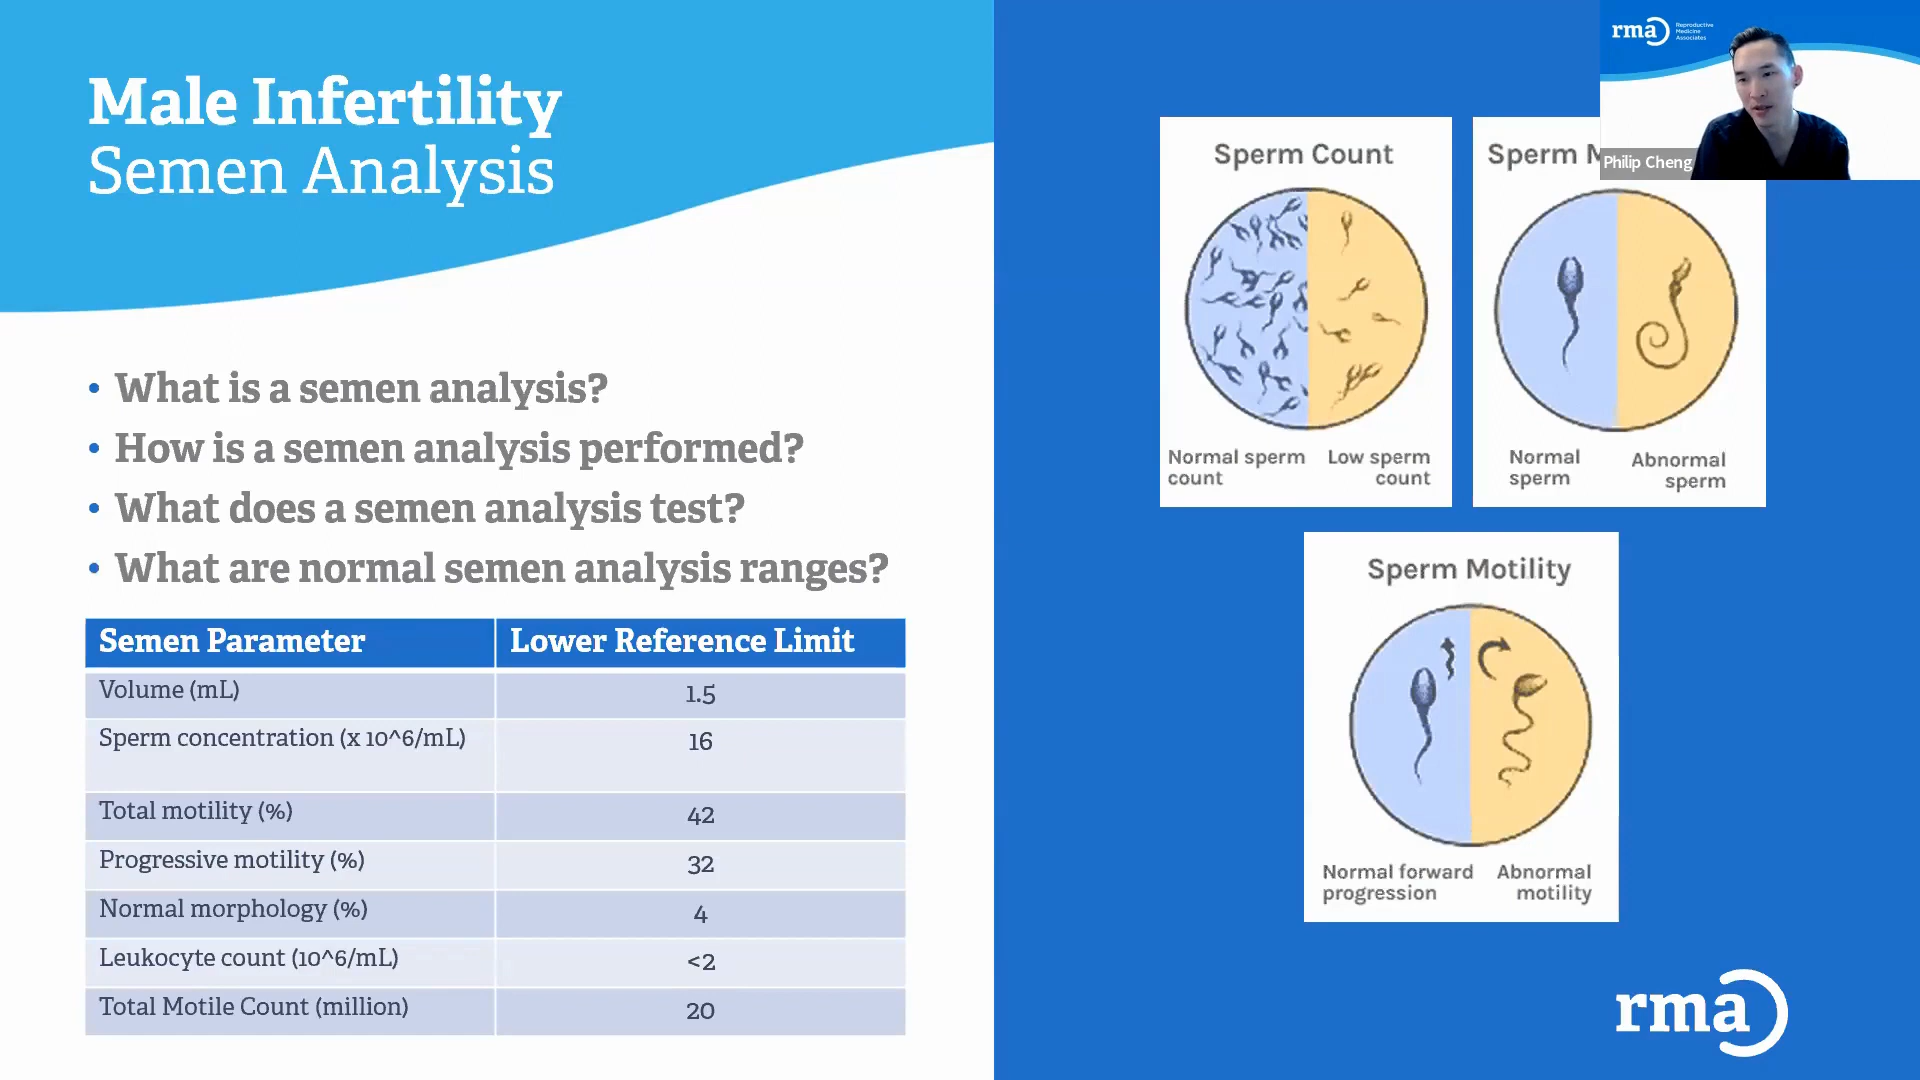 Male Infertility
Semen Analysis
• What is a semen analysis?
• How is a semen analysis performed?
• What does a semen analysis test?
• What are normal semen analysis ranges?
Semen Parameter Lower Reference Limit
Volume (mL) 1.5
Sperm concentration (x 10^6/mL) 16
Total motility (%) 42
Progressive motility (%) 32
Normal morphology (%) 4
Leukocyte count (10^6/mL) <2
Total Motile Count (million) 20
Sperm Count
Normal sperm
count
Low sperm
count
Sperm M
Normal
sperm
Abnormal
sperm
Sperm Motility
Normal forward
progression
Abnormal
motility
rma
Reproductive
Medicine
Associates
Philip Cheng
rma